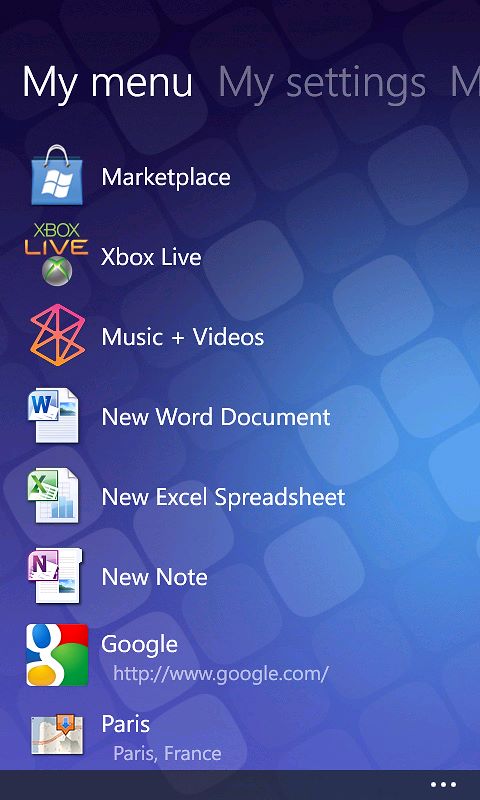 My menu My settings M
Marketplace
XBOX
LIVE
Xbox Live
Music + Videos
W
New Word Document
X
New Excel Spreadsheet
N
New Note
g
Google
http://www.google.com/
Paris
Paris, France